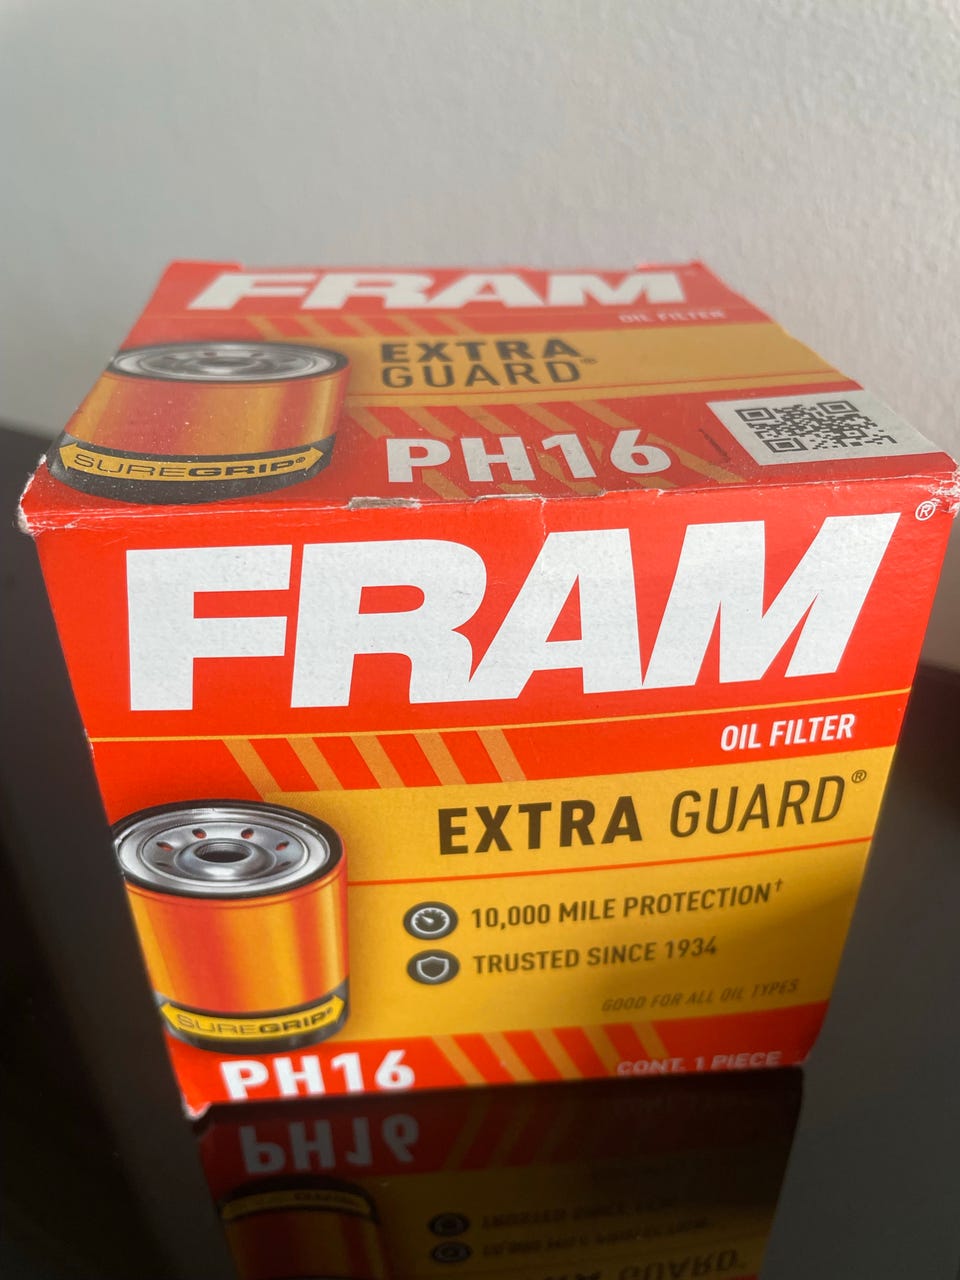 FRAM
OIL FILTER
EXTRA
GUARD®
SUREGRIP®
PH16
FRAM®
OIL FILTER
EXTRA GUARD®
10,000 MILE PROTECTION†
TRUSTED SINCE 1934
GOOD FOR ALL OIL TYPES
SUREGRIP®
PH16
CONT. 1 PIECE